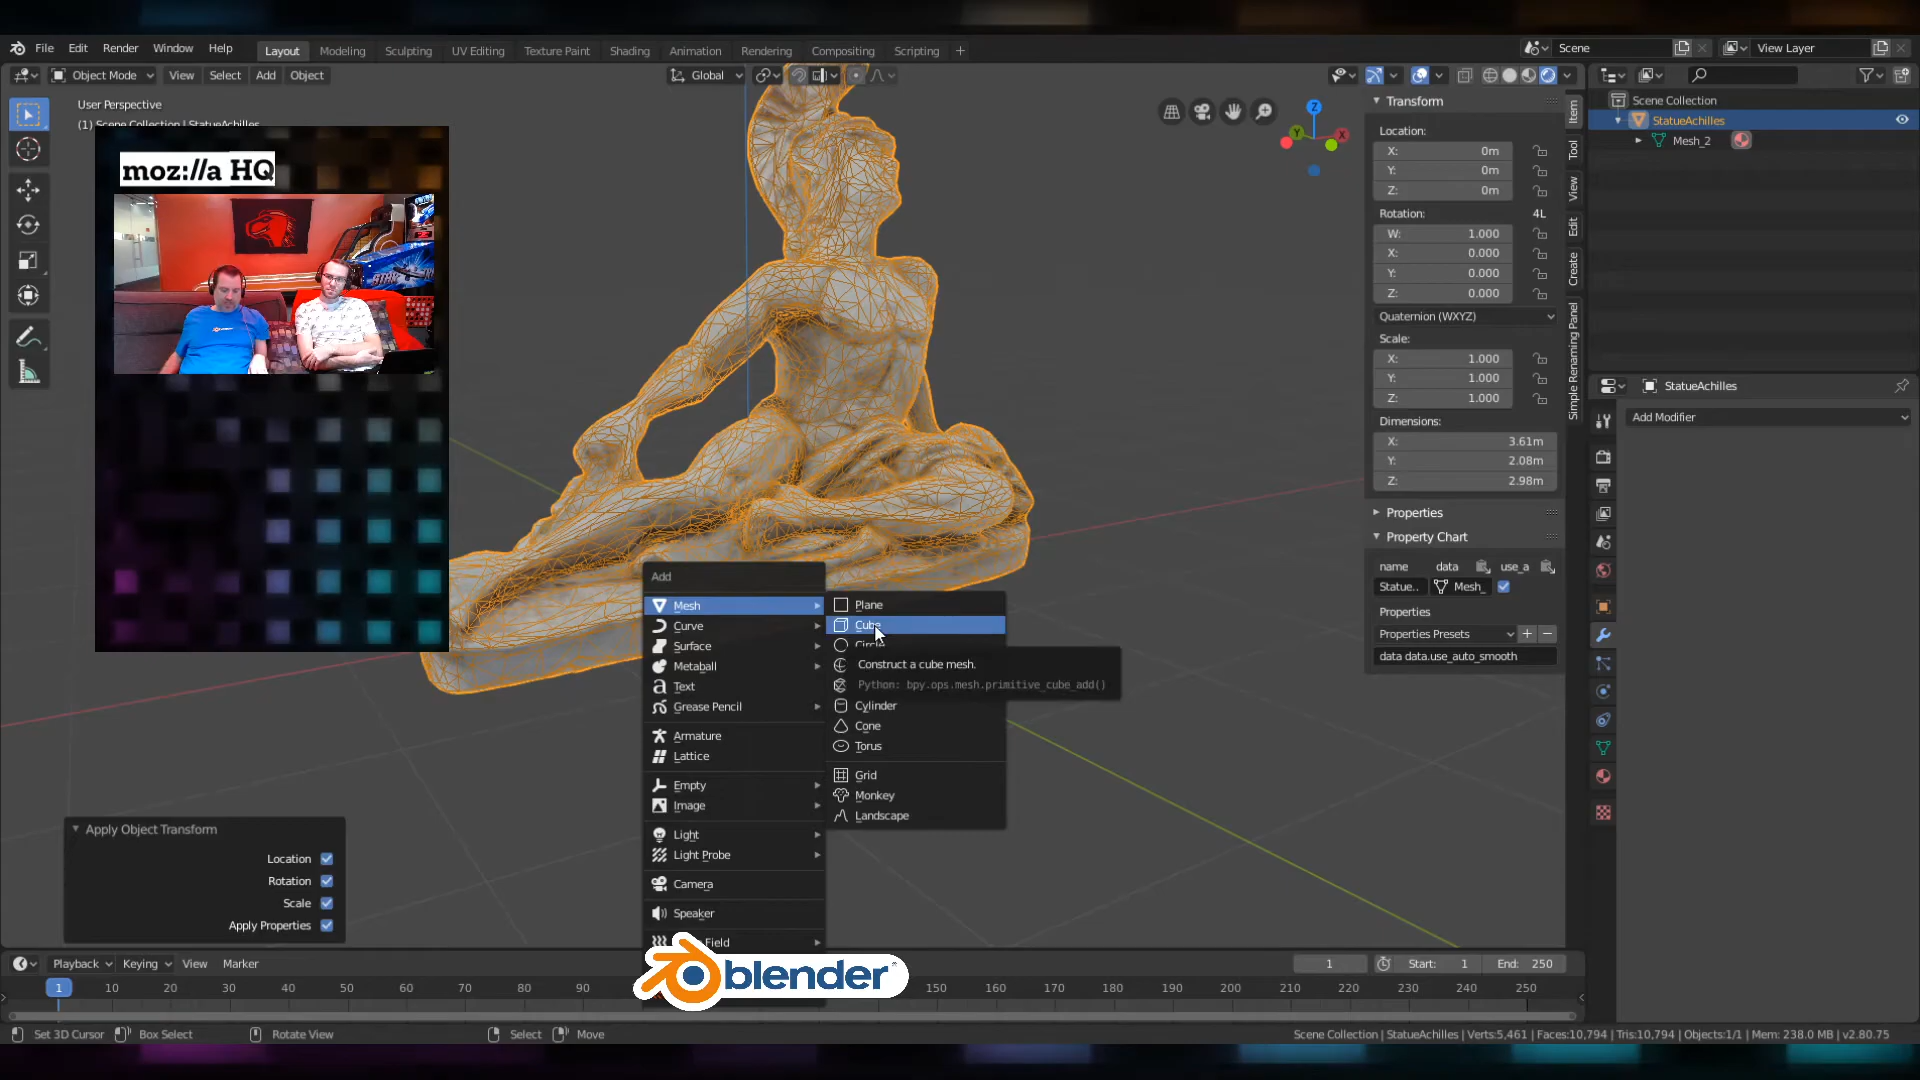 File Edit Render Window Help
Layout Modeling Sculpting UV Editing Texture Paint Shading Animation Rendering Compositing Scripting +
Scene
View Layer
Object Mode View Select Add Object
Global
User Perspective
(1) Scene Collection | StatueAchilles
moz://a HQ
Transform
Location:
X: 0m
Y: 0m
Z: 0m
Rotation: 4L
W: 1.000
X: 0.000
Y: 0.000
Z: 0.000
Quaternion (WXYZ)
Scale:
X: 1.000
Y: 1.000
Z: 1.000
Dimensions:
X: 3.61m
Y: 2.08m
Z: 2.98m
Properties
Property Chart
name data use_a
Statue.. Mesh_
Properties
Properties Presets
data data.use_auto_smooth
Item
Tool
View
Edit
Create
Simple Renaming Panel
Scene Collection
StatueAchilles
Mesh_2
StatueAchilles
Add Modifier
Z
Y
X
Add
Mesh
Curve
Surface
Metaball
Text
Grease Pencil
Armature
Lattice
Empty
Image
Light
Light Probe
Camera
Speaker
Field
Plane
Cube
Circle
Construct a cube mesh.
Python: bpy.ops.mesh.primitive_cube_add()
Cylinder
Cone
Torus
Grid
Monkey
Landscape
Apply Object Transform
Location
Rotation
Scale
Apply Properties
blender
Playback Keying View Marker
1 Start: 1 End: 250
1 10 20 30 40 50 60 70 80 90 150 160 170 180 190 200 210 220 230 240 250
Set 3D Cursor Box Select Rotate View Select Move
Scene Collection | StatueAchilles | Verts:5,461 | Faces:10,794 | Tris:10,794 | Objects:1/1 | Mem: 238.0 MB | v2.80.75